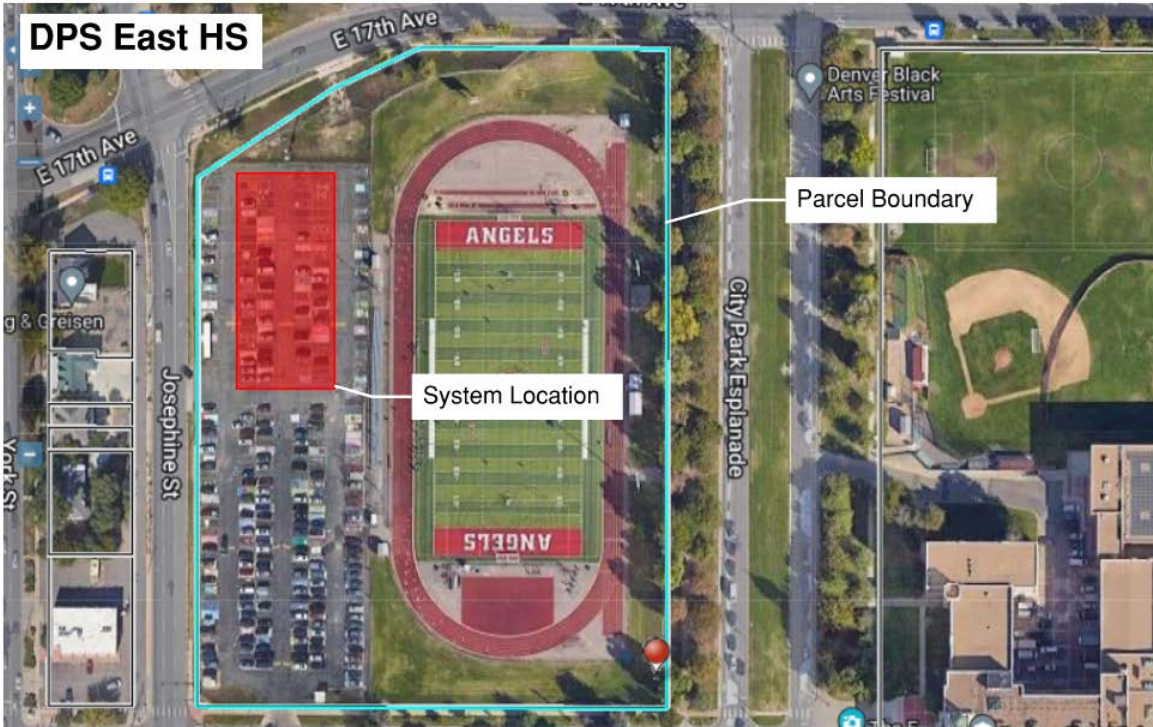 DPS East HS
E 17th Ave
E 17th Ave
Denver Black
Arts Festival
Parcel Boundary
ANGELS
g & Greisen
System Location
Josephine St
City Park Esplanade
York St
ANGELS